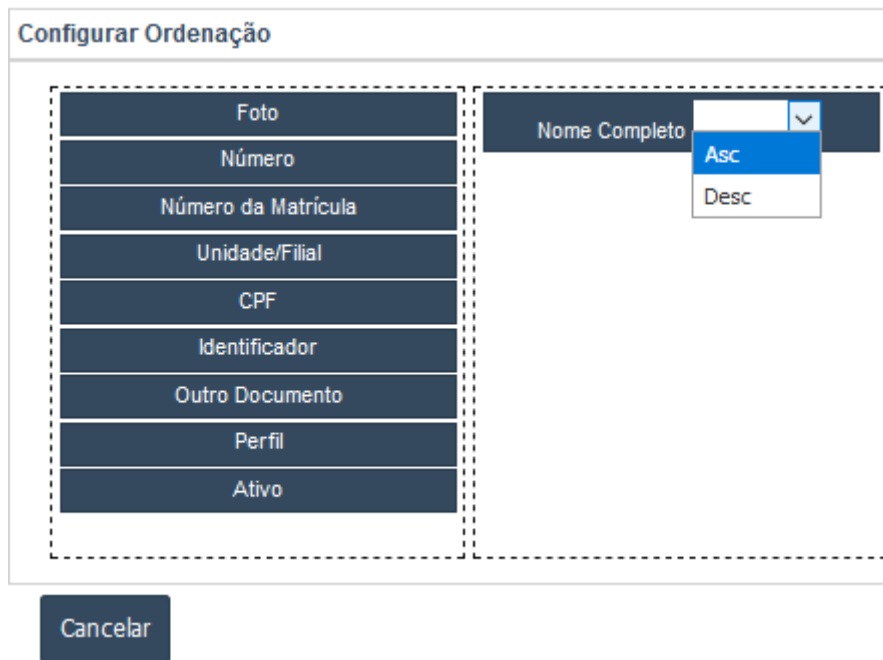 Configurar Ordenação
Foto
Número
Número da Matrícula
Unidade/Filial
CPF
Identificador
Outro Documento
Perfil
Ativo
Nome Completo
Asc
Desc
Cancelar